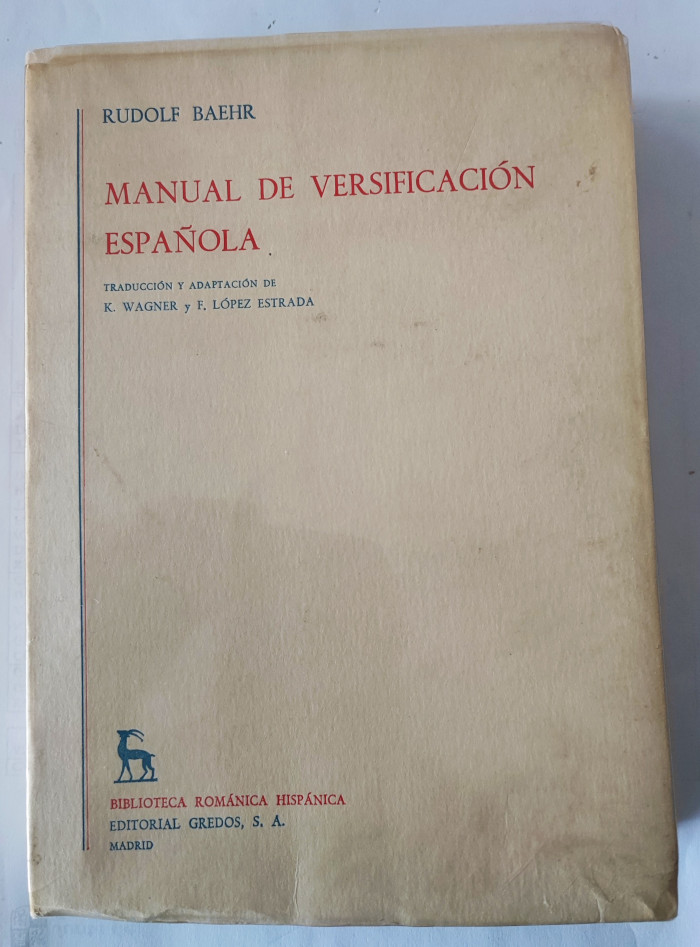 RUDOLF BAEHR
MANUAL DE VERSIFICACIÓN
ESPAÑOLA
TRADUCCIÓN Y ADAPTACIÓN DE
K. WAGNER y F. LÓPEZ ESTRADA
BIBLIOTECA ROMÁNICA HISPÁNICA
EDITORIAL GREDOS, S. A.
MADRID